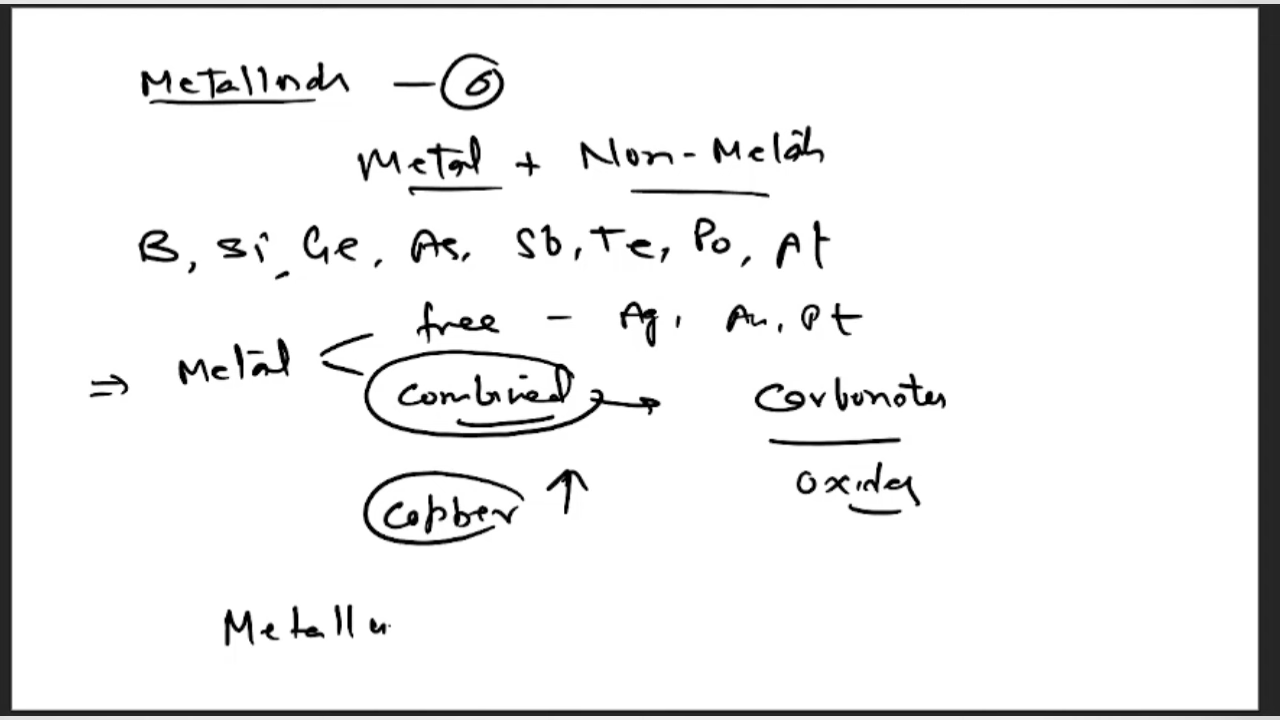 Metalloids — 6
Metal + Non-Metals
B, Si, Ge, As, Sb, Te, Po, At
free - Ag, Au, Pt
⇒ Metal <
combined → Carbonates
Oxides
Copper ↑
Metallu